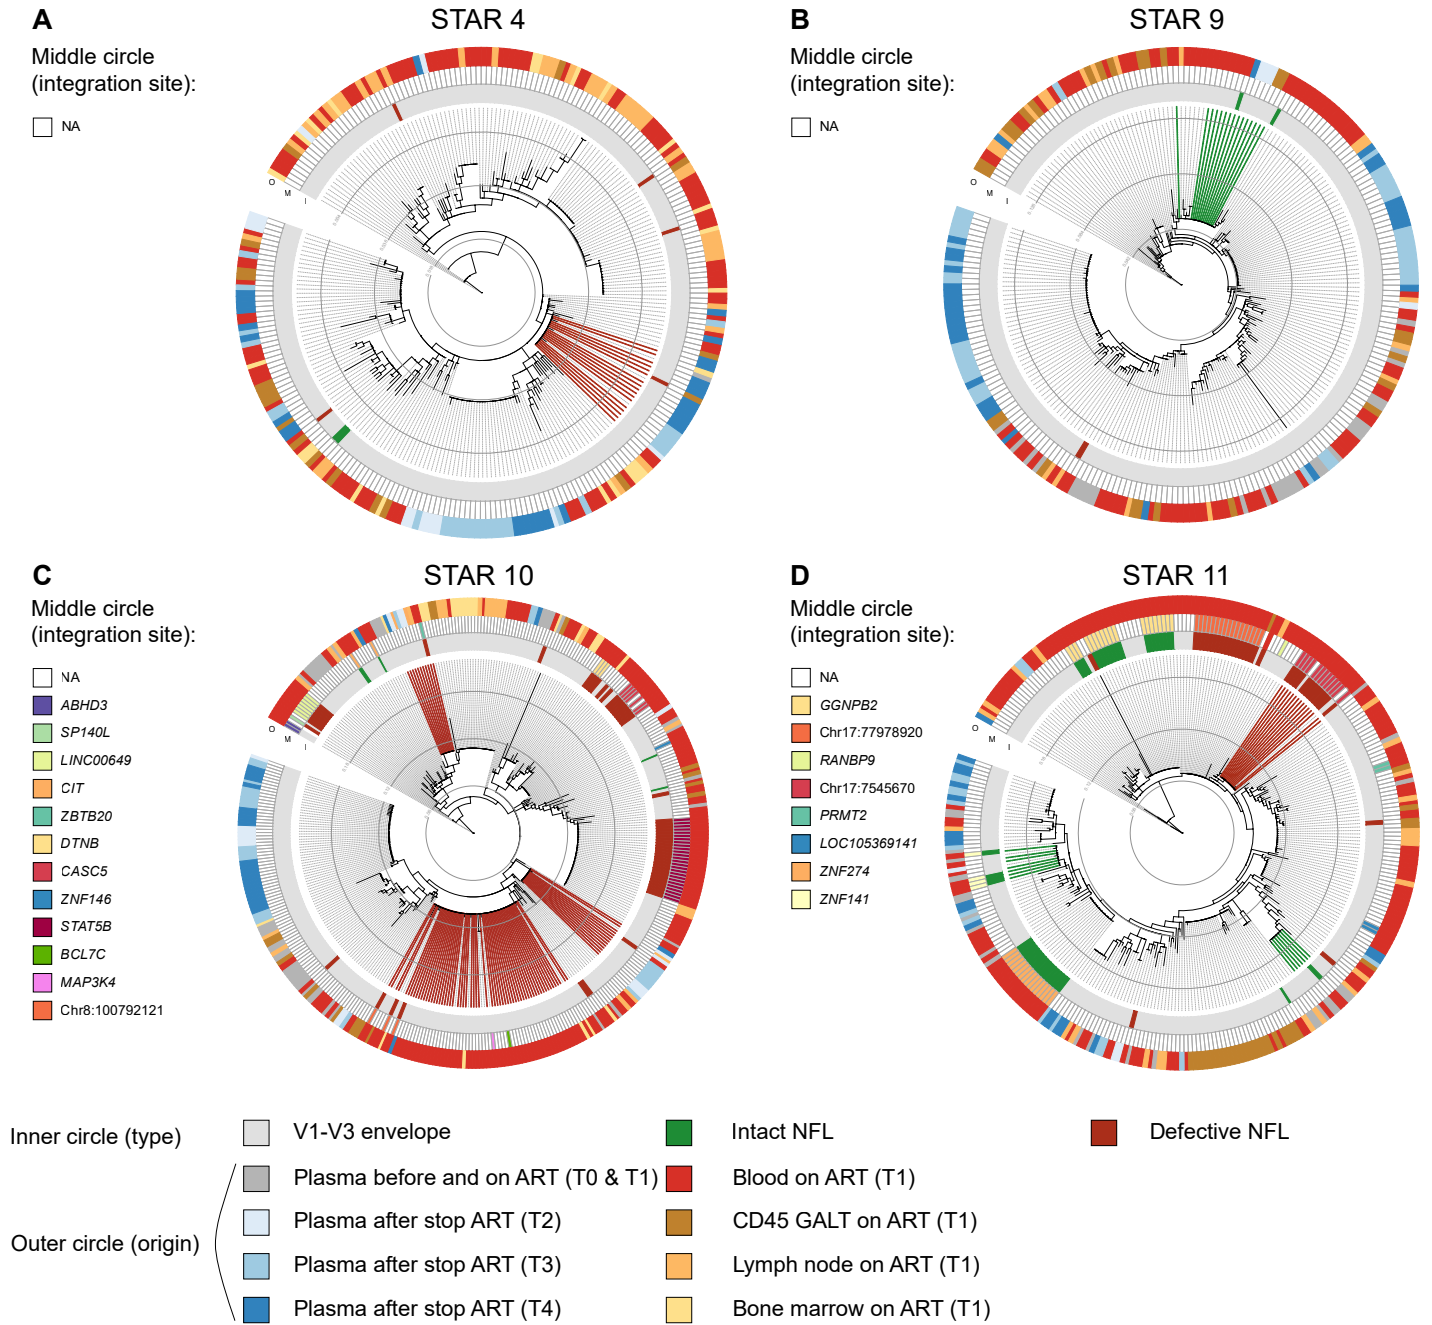 A
STAR 4
Middle circle
(integration site):
NA
O
M
I
B
STAR 9
Middle circle
(integration site):
NA
O
M
I
C
STAR 10
Middle circle
(integration site):
NA
ABHD3
SP140L
LINC00649
CIT
ZBTB20
DTNB
CASC5
ZNF146
STAT5B
BCL7C
MAP3K4
Chr8:100792121
O
M
I
D
STAR 11
Middle circle
(integration site):
NA
GGNPB2
Chr17:77978920
RANBP9
Chr17:7545670
PRMT2
LOC105369141
ZNF274
ZNF141
O
M
I
Inner circle (type)
V1-V3 envelope
Intact NFL
Defective NFL
Outer circle (origin)
Plasma before and on ART (T0 & T1)
Plasma after stop ART (T2)
Plasma after stop ART (T3)
Plasma after stop ART (T4)
Blood on ART (T1)
CD45 GALT on ART (T1)
Lymph node on ART (T1)
Bone marrow on ART (T1)